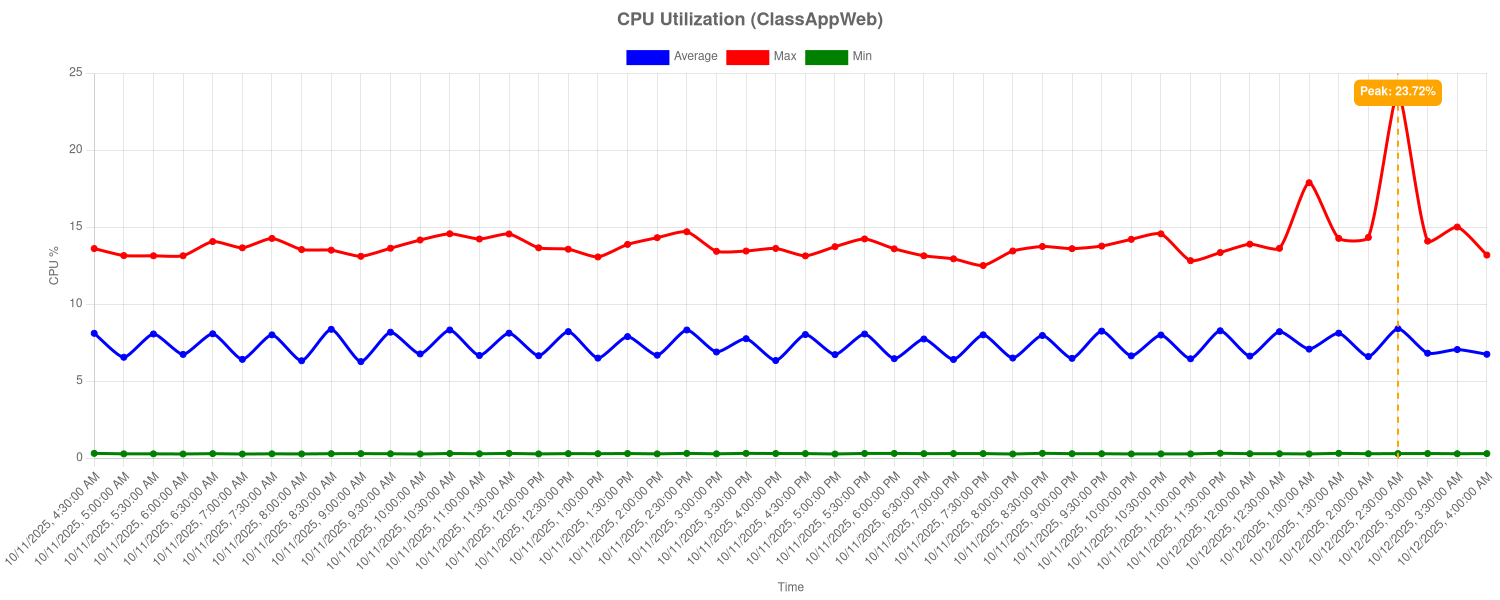 CPU Utilization (ClassAppWeb)
Average Max Min
25
Peak: 23.72%
20
15
CPU %
10
5
0
10/11/2025, 4:30:00 AM
10/11/2025, 5:00:00 AM
10/11/2025, 5:30:00 AM
10/11/2025, 6:00:00 AM
10/11/2025, 6:30:00 AM
10/11/2025, 7:00:00 AM
10/11/2025, 7:30:00 AM
10/11/2025, 8:00:00 AM
10/11/2025, 8:30:00 AM
10/11/2025, 9:00:00 AM
10/11/2025, 9:30:00 AM
10/11/2025, 10:00:00 AM
10/11/2025, 10:30:00 AM
10/11/2025, 11:00:00 AM
10/11/2025, 11:30:00 AM
10/11/2025, 12:00:00 PM
10/11/2025, 12:30:00 PM
10/11/2025, 1:00:00 PM
10/11/2025, 1:30:00 PM
10/11/2025, 2:00:00 PM
10/11/2025, 2:30:00 PM
10/11/2025, 3:00:00 PM
10/11/2025, 3:30:00 PM
10/11/2025, 4:00:00 PM
10/11/2025, 4:30:00 PM
10/11/2025, 5:00:00 PM
10/11/2025, 5:30:00 PM
10/11/2025, 6:00:00 PM
10/11/2025, 6:30:00 PM
10/11/2025, 7:00:00 PM
10/11/2025, 7:30:00 PM
10/11/2025, 8:00:00 PM
10/11/2025, 8:30:00 PM
10/11/2025, 9:00:00 PM
10/11/2025, 9:30:00 PM
10/11/2025, 10:00:00 PM
10/11/2025, 10:30:00 PM
10/11/2025, 11:00:00 PM
10/11/2025, 11:30:00 PM
10/12/2025, 12:00:00 AM
10/12/2025, 12:30:00 AM
10/12/2025, 1:00:00 AM
10/12/2025, 1:30:00 AM
10/12/2025, 2:00:00 AM
10/12/2025, 2:30:00 AM
10/12/2025, 3:00:00 AM
10/12/2025, 3:30:00 AM
10/12/2025, 4:00:00 AM
Time